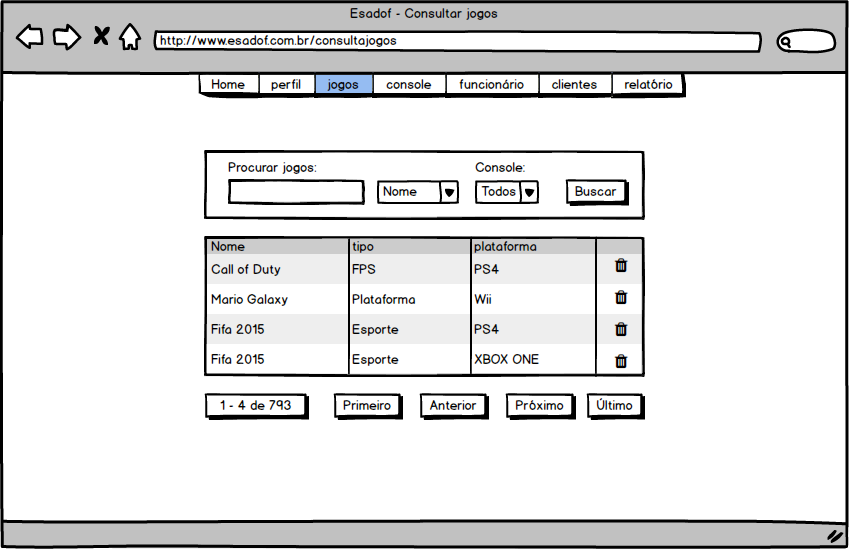 Esadof - Consultar jogos
http://www.esadof.com.br/consultajogos
Home perfil jogos console funcionário clientes relatório
Procurar jogos: Console:
Nome Todos Buscar
Nome tipo plataforma
Call of Duty FPS PS4
Mario Galaxy Plataforma Wii
Fifa 2015 Esporte PS4
Fifa 2015 Esporte XBOX ONE
1 - 4 de 793 Primeiro Anterior Próximo Último